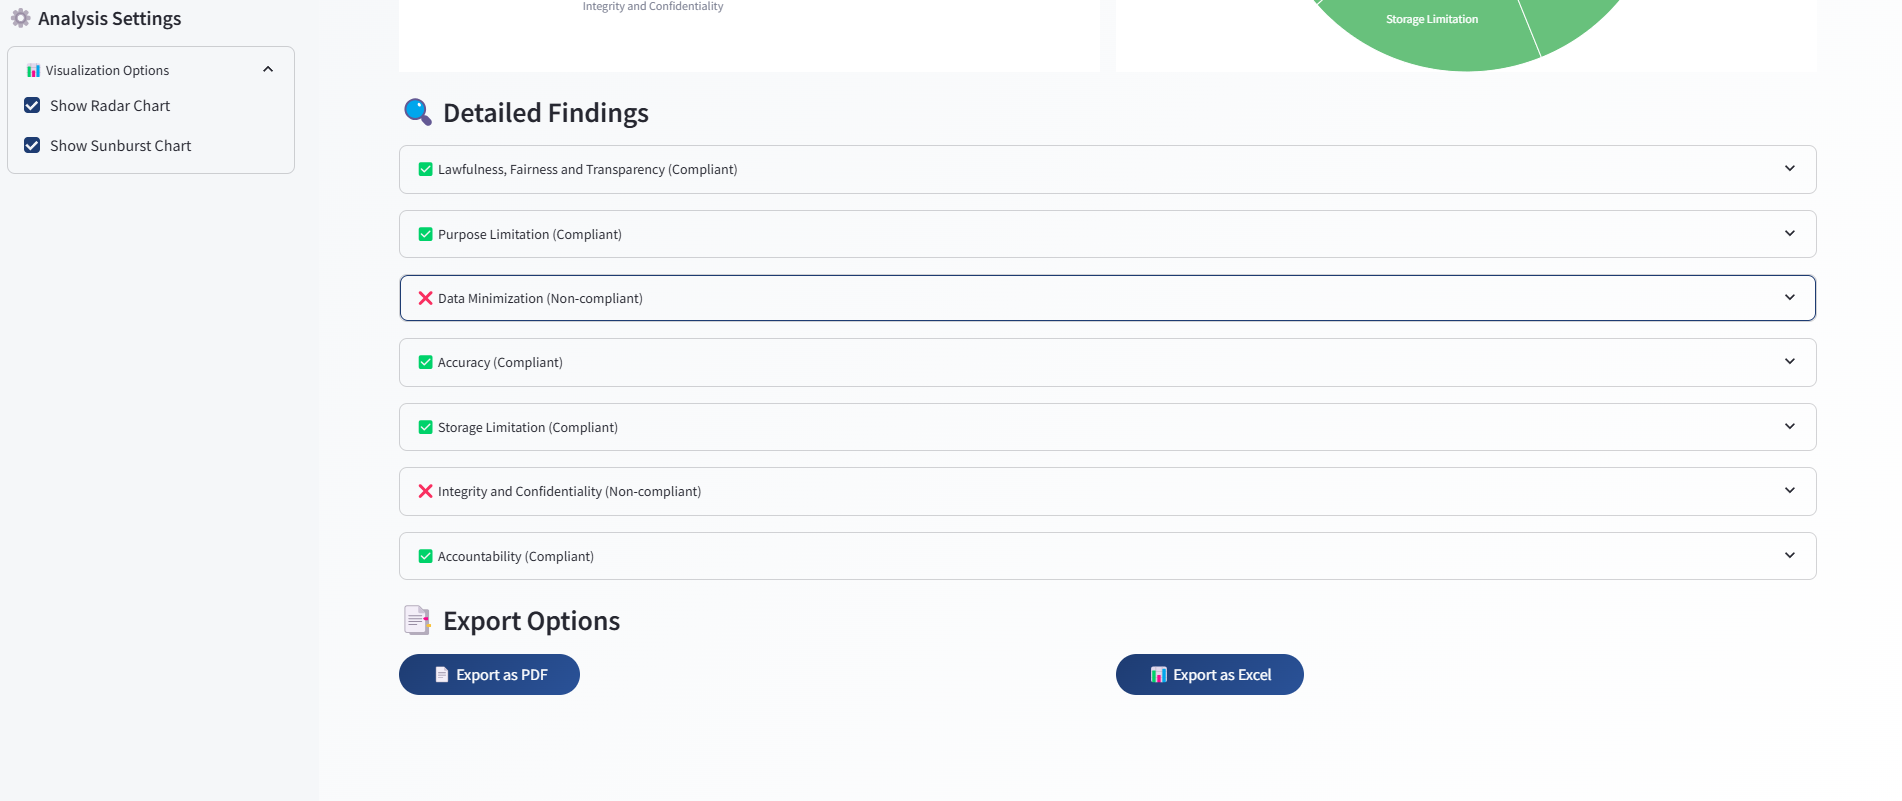 Analysis Settings
Visualization Options
Show Radar Chart
Show Sunburst Chart
Integrity and Confidentiality
Storage Limitation
Detailed Findings
Lawfulness, Fairness and Transparency (Compliant)
Purpose Limitation (Compliant)
Data Minimization (Non-compliant)
Accuracy (Compliant)
Storage Limitation (Compliant)
Integrity and Confidentiality (Non-compliant)
Accountability (Compliant)
Export Options
Export as PDF
Export as Excel